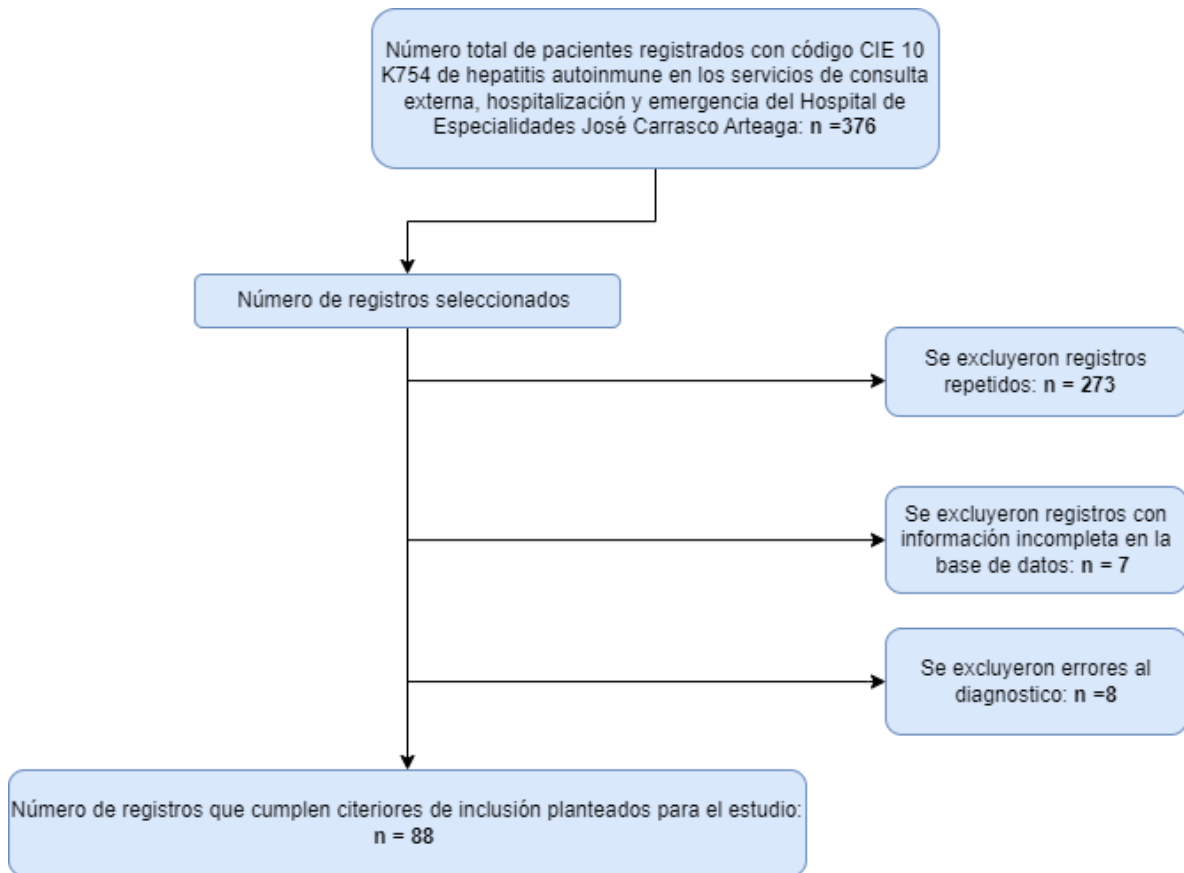 Número total de pacientes registrados con código CIE 10
K754 de hepatitis autoinmune en los servicios de consulta
externa, hospitalización y emergencia del Hospital de
Especialidades José Carrasco Arteaga: n =376
Número de registros seleccionados
Se excluyeron registros
repetidos: n = 273
Se excluyeron registros con
información incompleta en la
base de datos: n = 7
Se excluyeron errores al
diagnostico: n =8
Número de registros que cumplen citeriores de inclusión planteados para el estudio:
n = 88